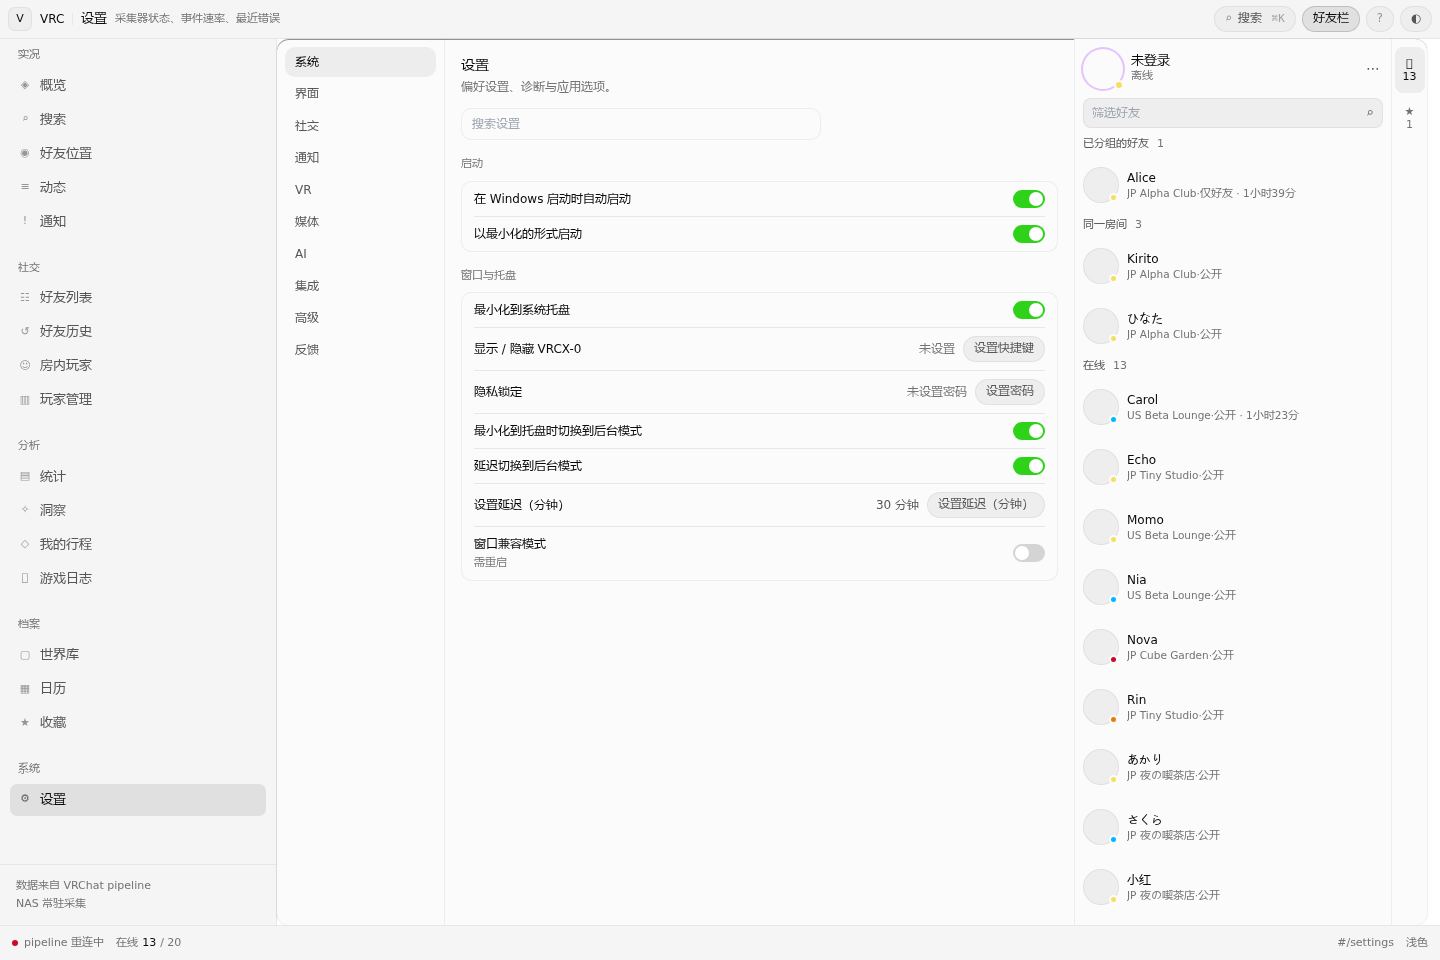 V VRC 设置 采集器状态、事件速率、最近错误
搜索 ⌘K 好友栏 ?
实况
概览
搜索
好友位置
动态
通知
社交
好友列表
好友历史
房内玩家
玩家管理
分析
统计
洞察
我的行程
游戏日志
档案
世界库
日历
收藏
系统
设置
数据来自 VRChat pipeline
NAS 常驻采集
系统
界面
社交
通知
VR
媒体
AI
集成
高级
反馈
设置
偏好设置、诊断与应用选项。
搜索设置
启动
在 Windows 启动时自动启动
以最小化的形式启动
窗口与托盘
最小化到系统托盘
显示 / 隐藏 VRCX-0 未设置 设置快捷键
隐私锁定 未设置密码 设置密码
最小化到托盘时切换到后台模式
延迟切换到后台模式
设置延迟（分钟） 30 分钟 设置延迟（分钟）
窗口兼容模式
需重启
未登录
离线
...
筛选好友
已分组的好友 1
Alice
JP Alpha Club·仅好友 · 1小时39分
同一房间 3
Kirito
JP Alpha Club·公开
ひなた
JP Alpha Club·公开
在线 13
Carol
US Beta Lounge·公开 · 1小时23分
Echo
JP Tiny Studio·公开
Momo
US Beta Lounge·公开
Nia
US Beta Lounge·公开
Nova
JP Cube Garden·公开
Rin
JP Tiny Studio·公开
あかり
JP 夜の喫茶店·公开
さくら
JP 夜の喫茶店·公开
小红
JP 夜の喫茶店·公开
13
★
1
pipeline 重连中 在线 13 / 20
#/settings 浅色